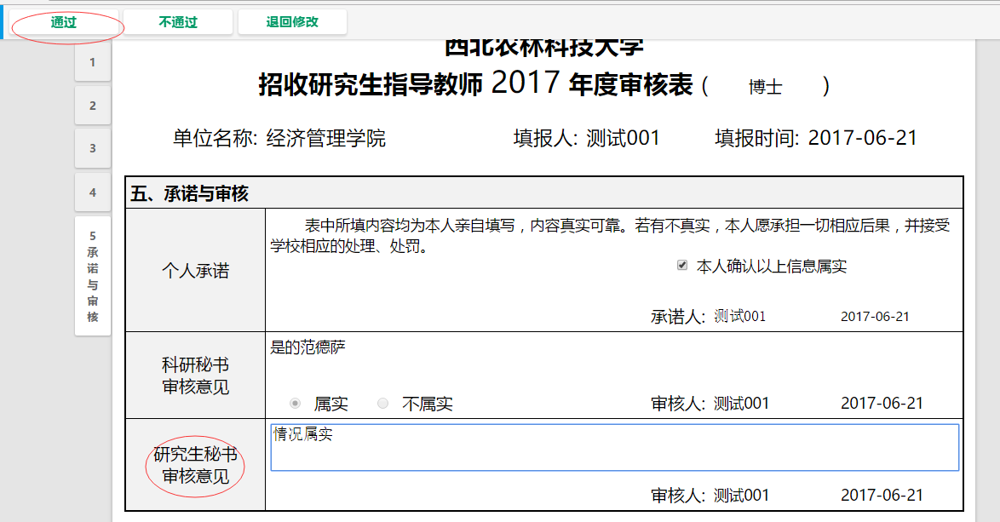 通过 不通过 退回修改
西北农林科技大学
招收研究生指导教师 2017 年度审核表 ( 博士 )
单位名称: 经济管理学院 填报人: 测试001 填报时间: 2017-06-21
1
2
3
4
5
承
诺
与
审
核
五、承诺与审核
个人承诺
表中所填内容均为本人亲自填写，内容真实可靠。若有不真实，本人愿承担一切相应后果，并接受
学校相应的处理、处罚。
本人确认以上信息属实
承诺人: 测试001 2017-06-21
科研秘书
审核意见
是的范德萨
属实 不属实 审核人: 测试001 2017-06-21
研究生秘书
审核意见
情况属实
审核人: 测试001 2017-06-21